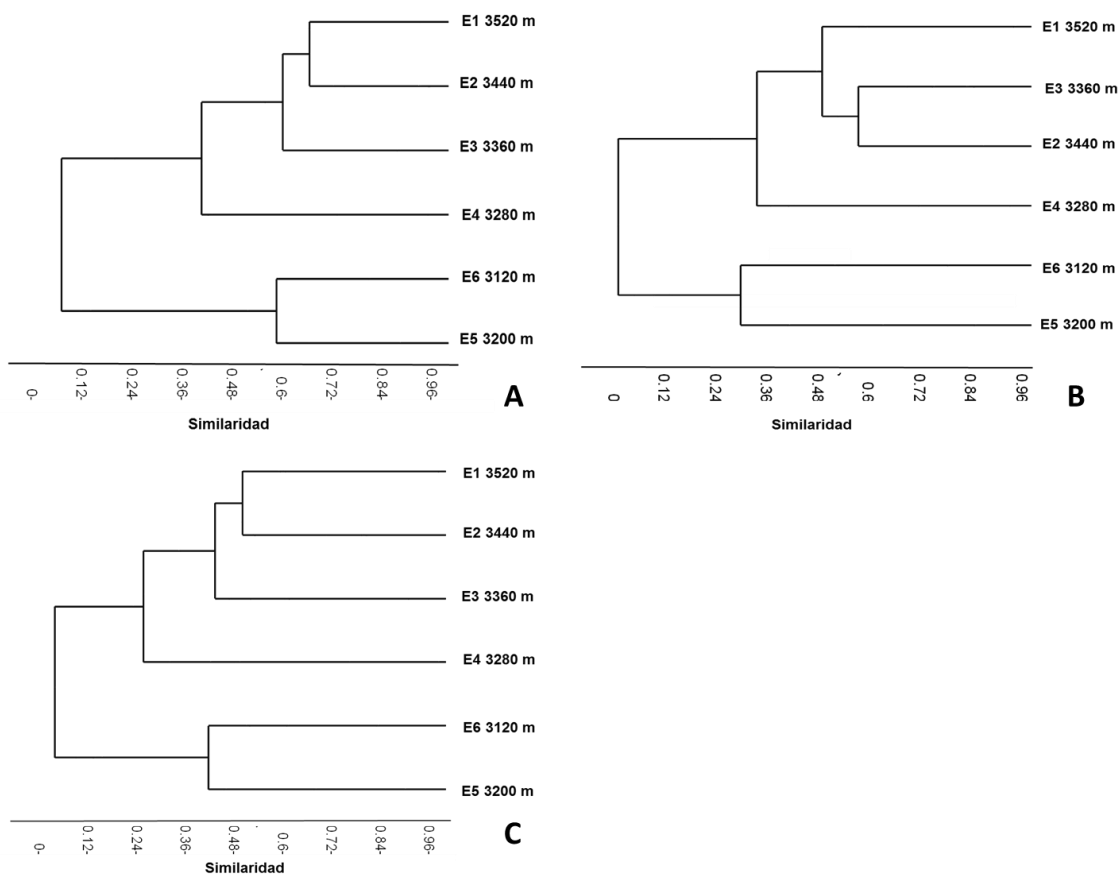 E1 3520 m
E2 3440 m
E3 3360 m
E4 3280 m
E6 3120 m
E5 3200 m
0- 0.12- 0.24- 0.36- 0.48- 0.6- 0.72- 0.84- 0.96-
Similaridad
A
E1 3520 m
E3 3360 m
E2 3440 m
E4 3280 m
E6 3120 m
E5 3200 m
0 0.12 0.24 0.36 0.48 0.6 0.72 0.84 0.96
Similaridad
B
E1 3520 m
E2 3440 m
E3 3360 m
E4 3280 m
E6 3120 m
E5 3200 m
0- 0.12- 0.24- 0.36- 0.48- 0.6- 0.72- 0.84- 0.96-
Similaridad
C